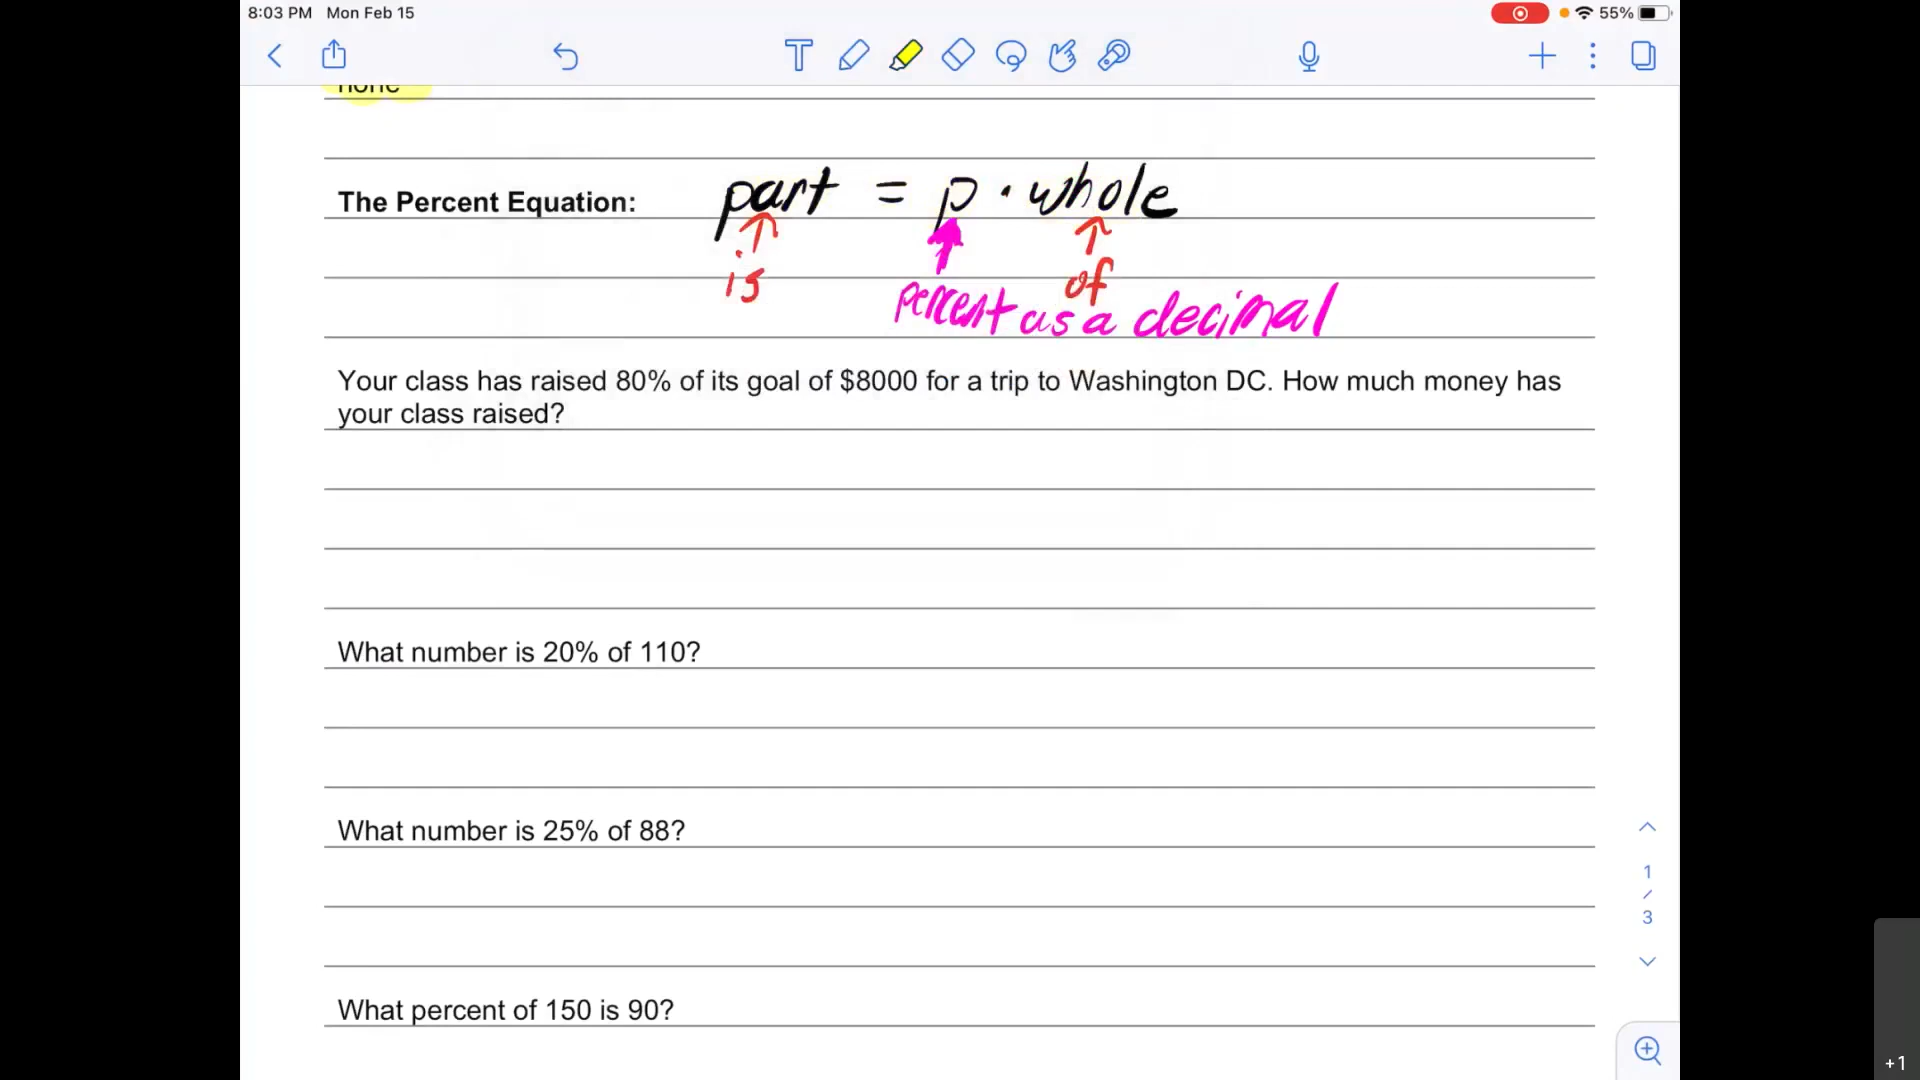 8:03 PM Mon Feb 15
55%
T
none
The Percent Equation: part = p · whole
is
of
percent as a decimal
Your class has raised 80% of its goal of $8000 for a trip to Washington DC. How much money has
your class raised?
What number is 20% of 110?
What number is 25% of 88?
1
/
3
What percent of 150 is 90?
+1